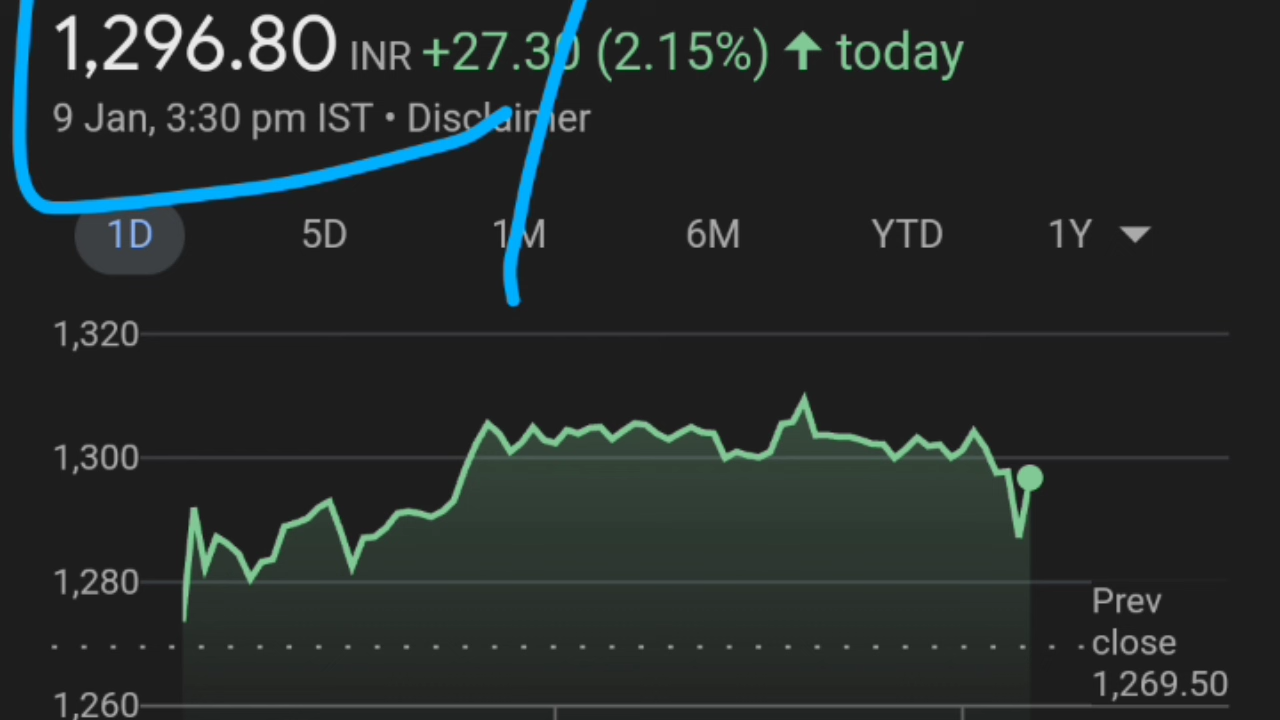 1,296.80 INR +27.30 (2.15%) ↑ today
9 Jan, 3:30 pm IST • Disclaimer
1D 5D 1M 6M YTD 1Y
1,320
1,300
1,280
Prev
close
1,269.50
1,260